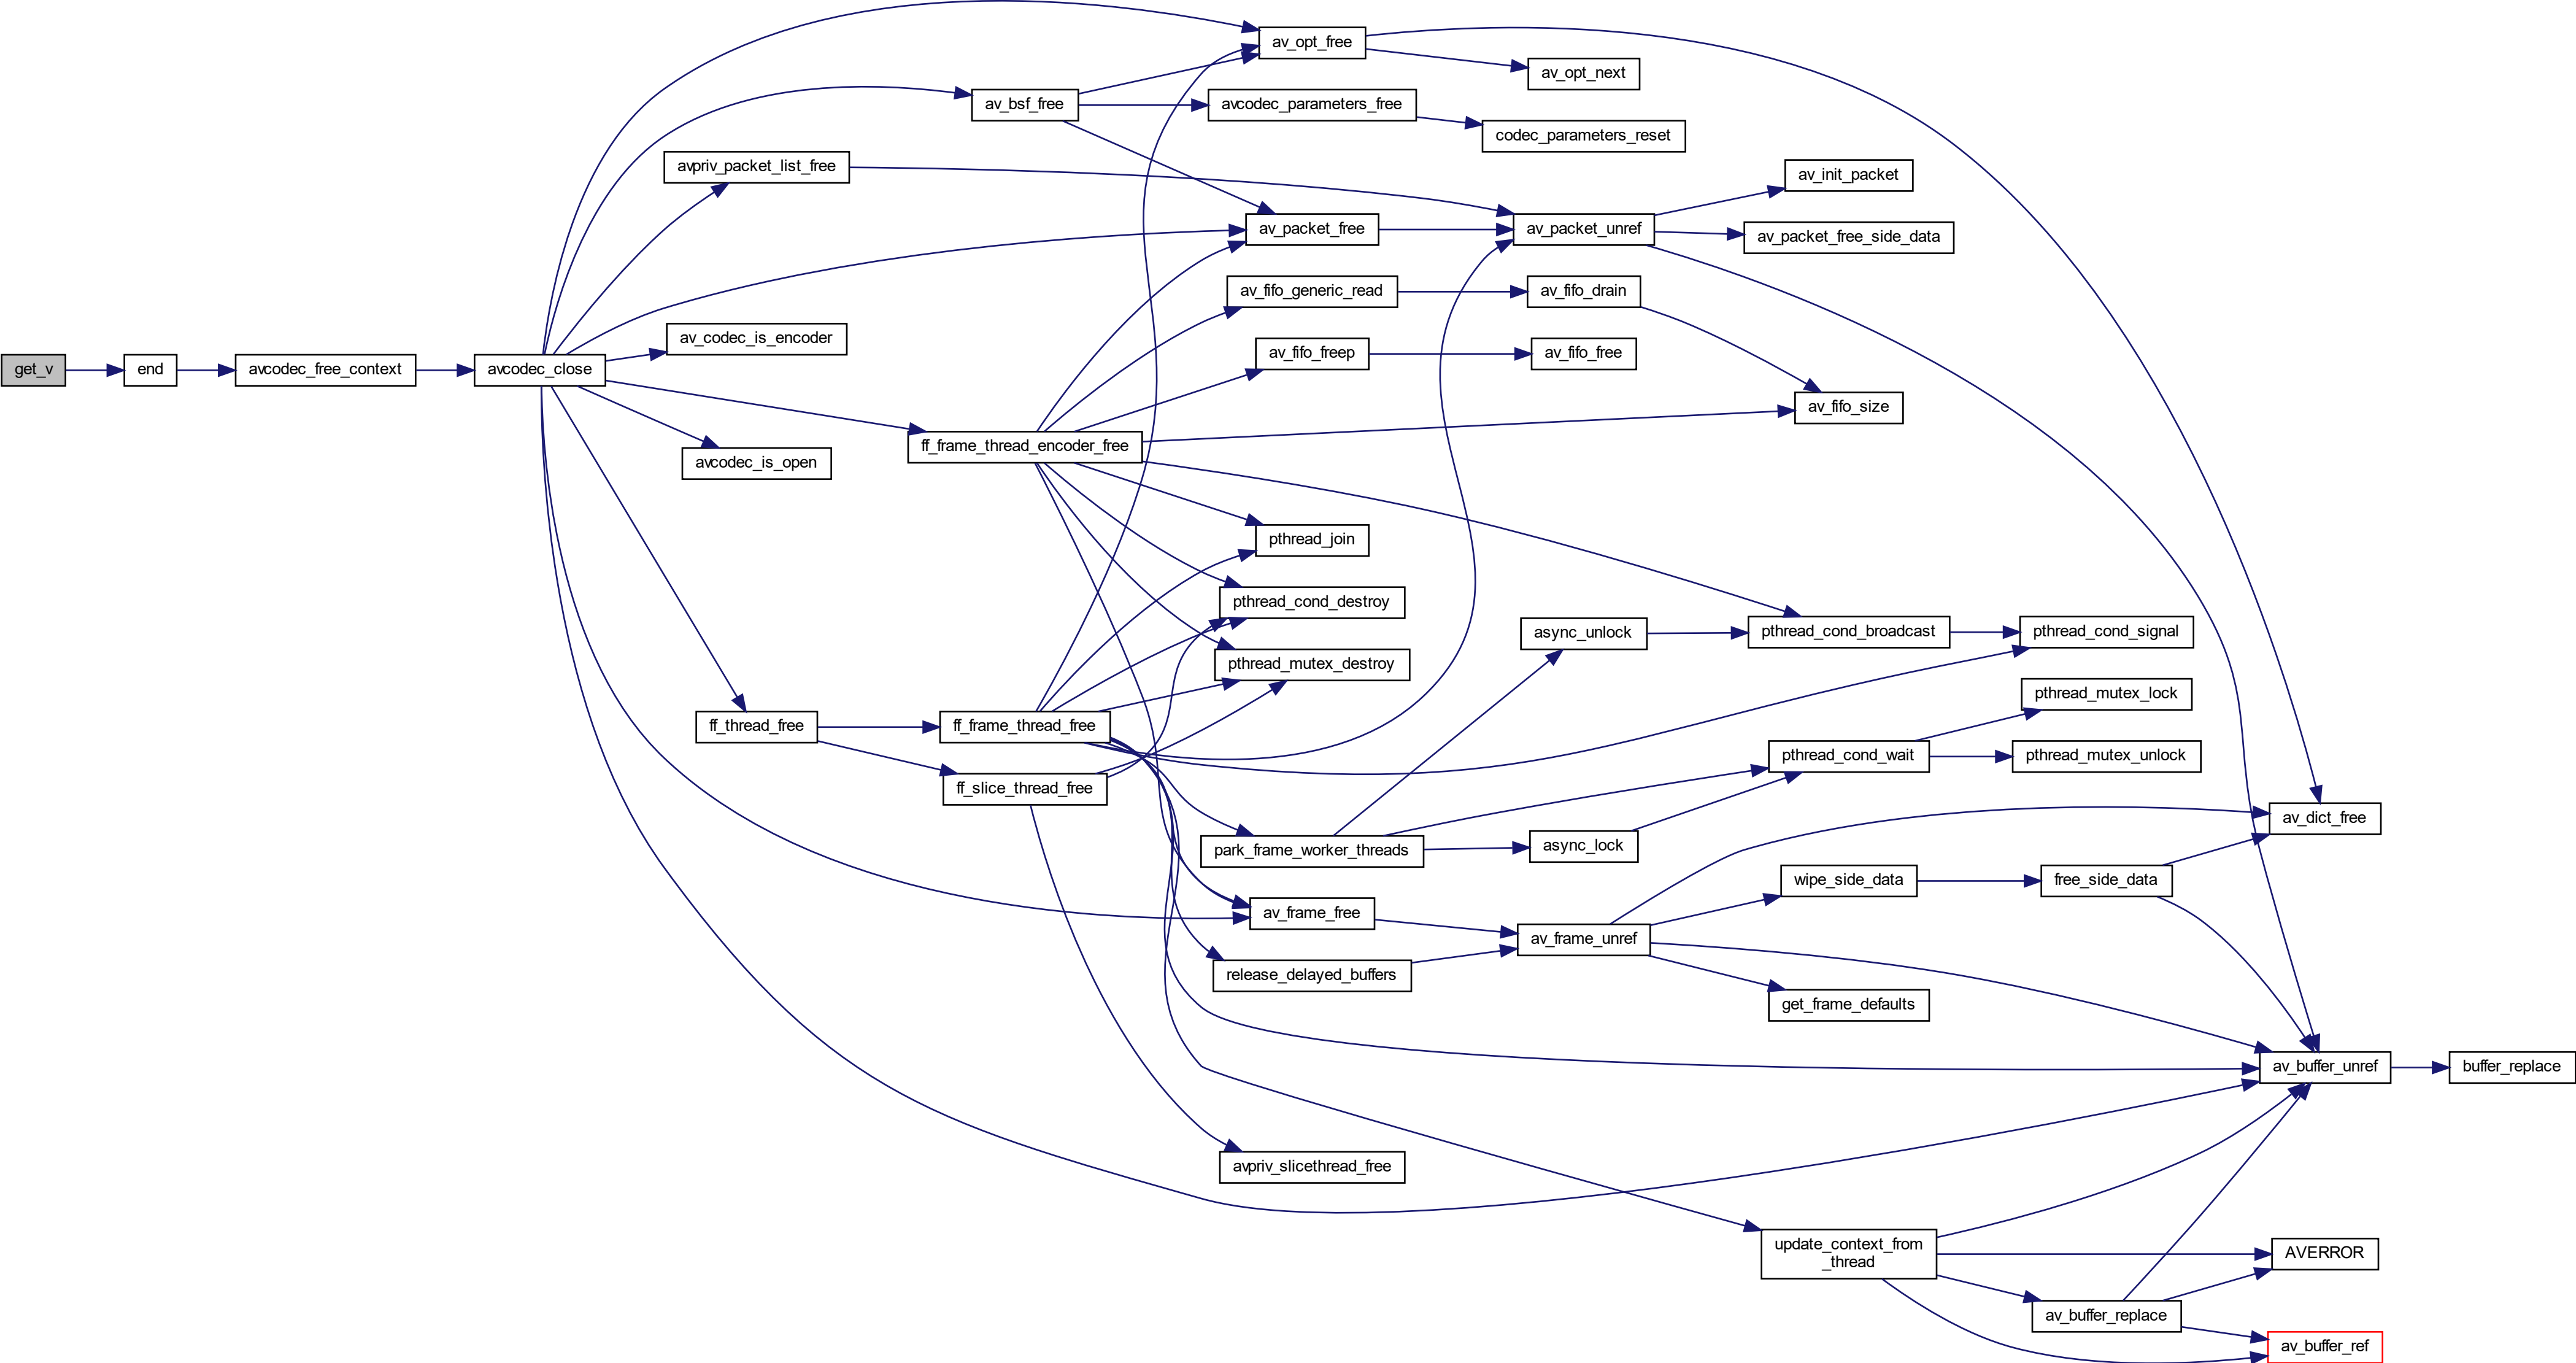 av_opt_free
av_opt_next
av_bsf_free
avcodec_parameters_free
codec_parameters_reset
avpriv_packet_list_free
av_init_packet
av_packet_free
av_packet_unref
av_packet_free_side_data
av_fifo_generic_read
av_fifo_drain
av_codec_is_encoder
av_fifo_freep
av_fifo_free
get_v
end
avcodec_free_context
avcodec_close
av_fifo_size
ff_frame_thread_encoder_free
avcodec_is_open
pthread_join
pthread_cond_destroy
async_unlock
pthread_cond_broadcast
pthread_cond_signal
pthread_mutex_destroy
pthread_mutex_lock
ff_thread_free
ff_frame_thread_free
pthread_cond_wait
pthread_mutex_unlock
ff_slice_thread_free
av_dict_free
park_frame_worker_threads
async_lock
wipe_side_data
free_side_data
av_frame_free
av_frame_unref
release_delayed_buffers
get_frame_defaults
av_buffer_unref
buffer_replace
avpriv_slicethread_free
update_context_from
_thread
AVERROR
av_buffer_replace
av_buffer_ref